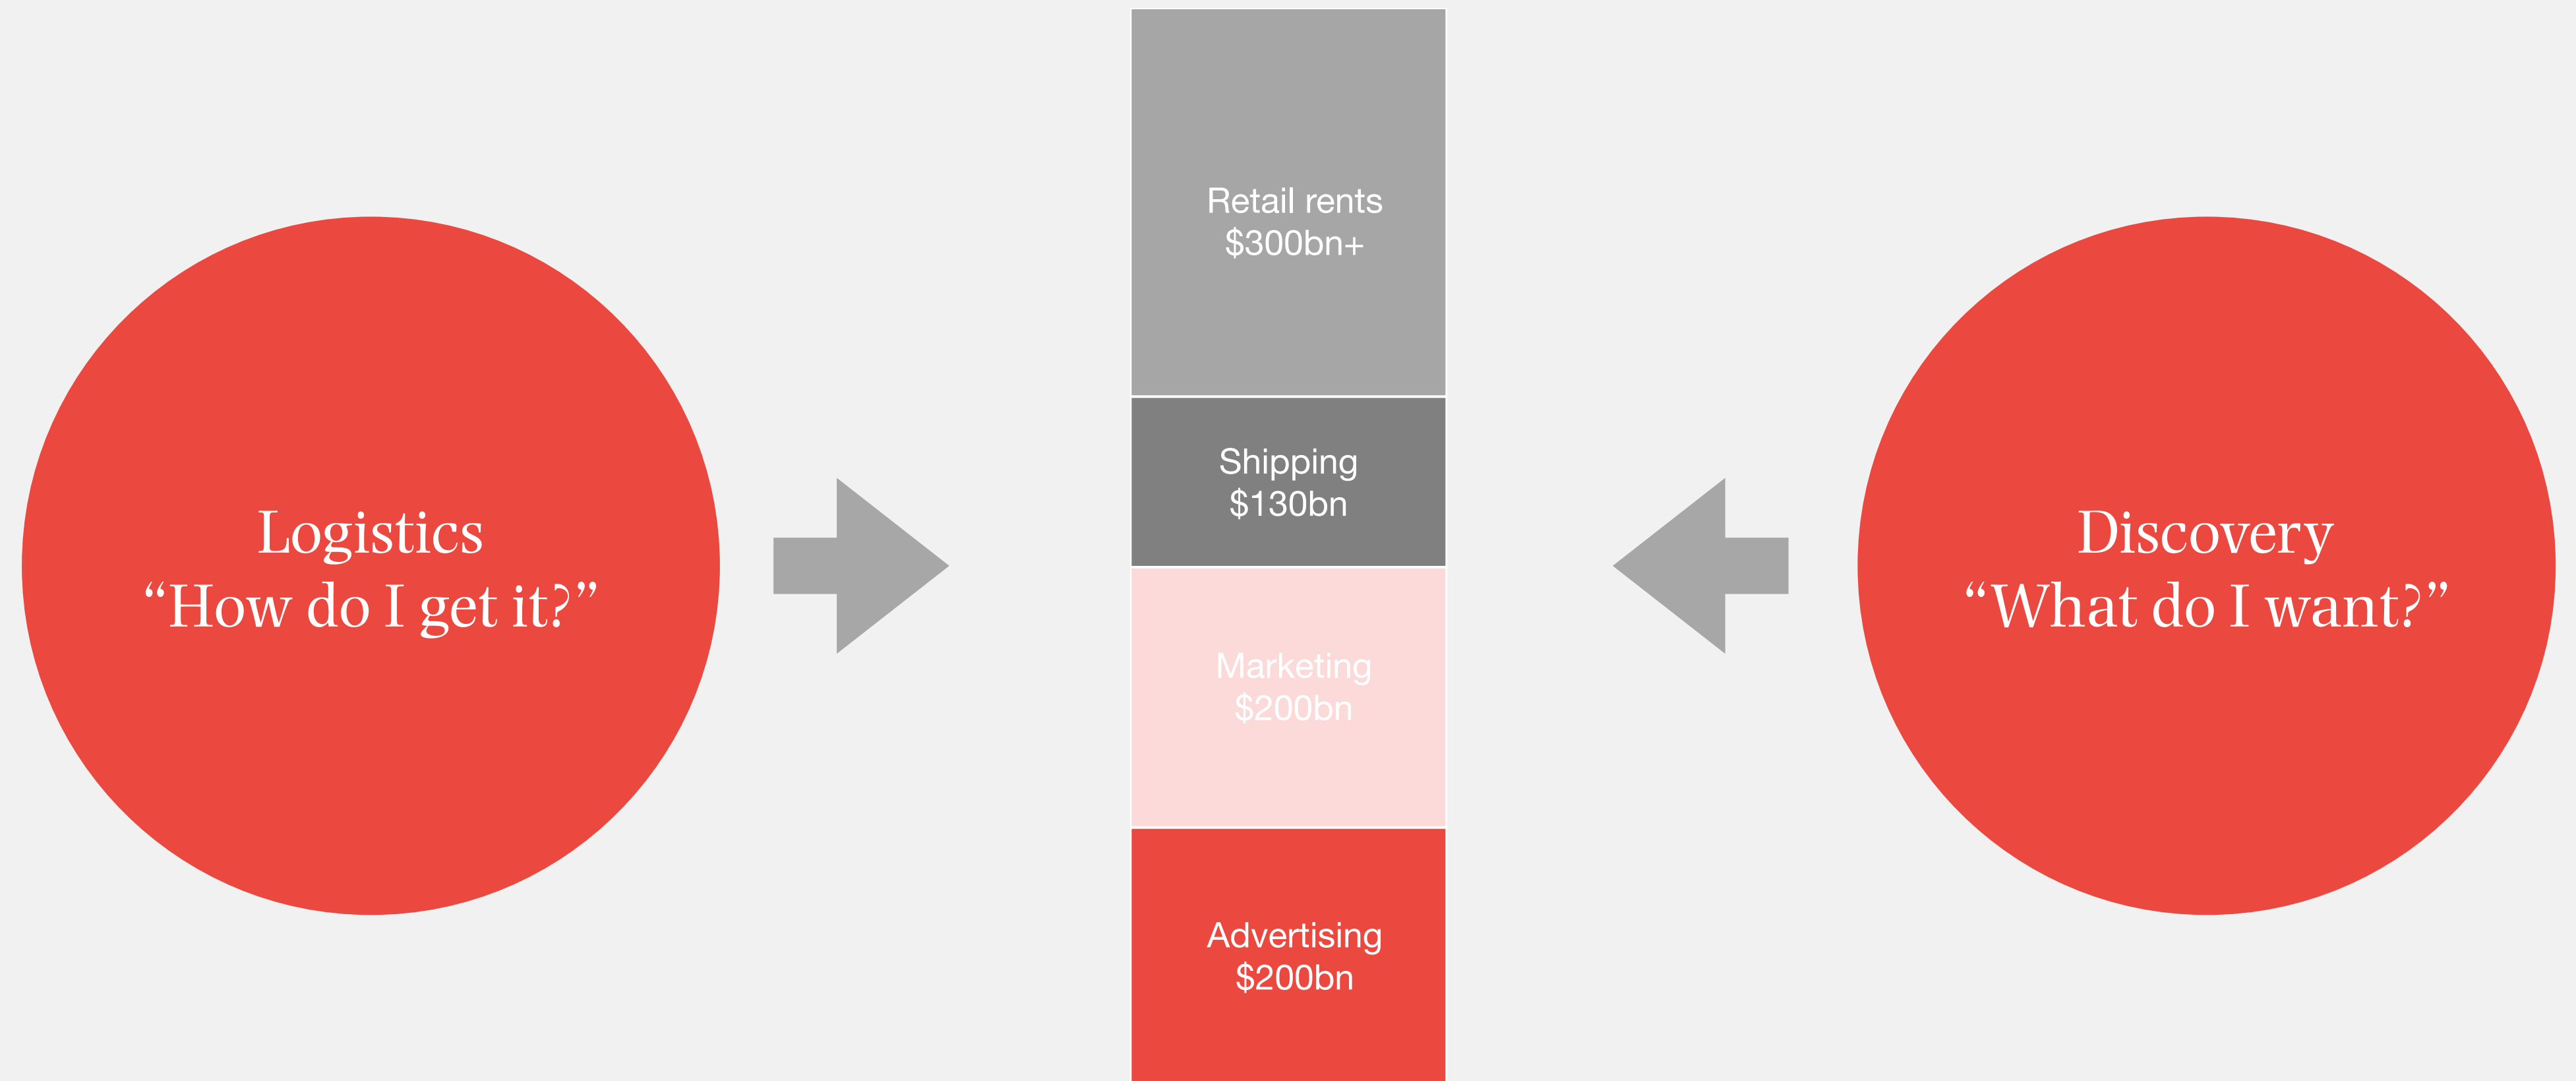 Logistics
“How do I get it?”
Retail rents
$300bn+
Shipping
$130bn
Marketing
$200bn
Advertising
$200bn
Discovery
“What do I want?”